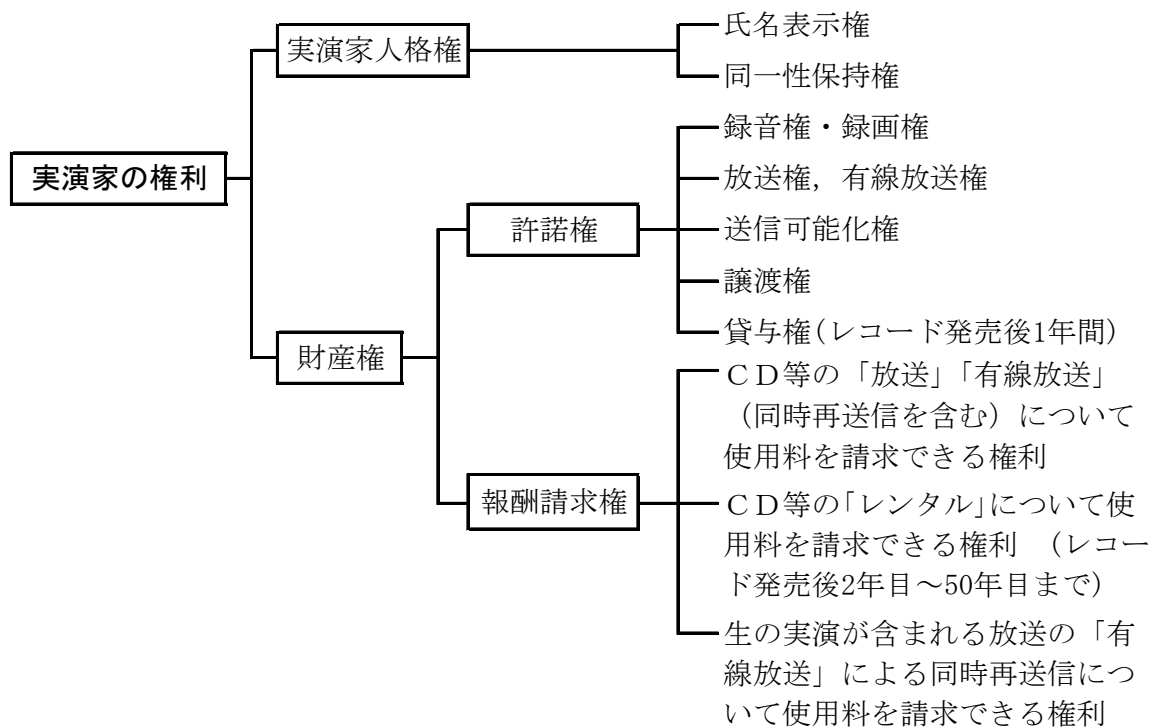 実演家の権利
実演家人格権
氏名表示権
同一性保持権
財産権
許諾権
録音権・録画権
放送権，有線放送権
送信可能化権
譲渡権
貸与権(レコード発売後1年間)
報酬請求権
ＣＤ等の「放送」「有線放送」
（同時再送信を含む）について
使用料を請求できる権利
ＣＤ等の「レンタル」について使
用料を請求できる権利　（レコー
ド発売後2年目～50年目まで）
生の実演が含まれる放送の「有
線放送」による同時再送信につ
いて使用料を請求できる権利